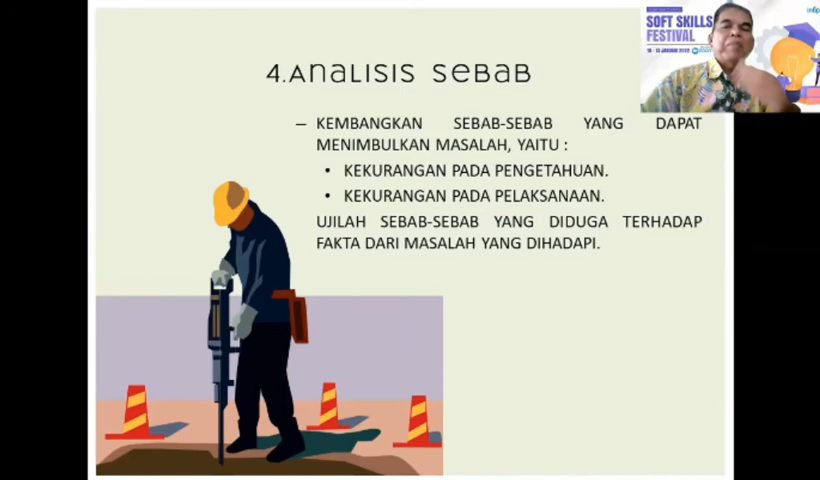 4.Analisis sebab
– KEMBANGKAN SEBAB-SEBAB YANG DAPAT
MENIMBULKAN MASALAH, YAITU :
• KEKURANGAN PADA PENGETAHUAN.
• KEKURANGAN PADA PELAKSANAAN.
UJILAH SEBAB-SEBAB YANG DIDUGA TERHADAP
FAKTA DARI MASALAH YANG DIHADAPI.
SOFT SKILLS
FESTIVAL